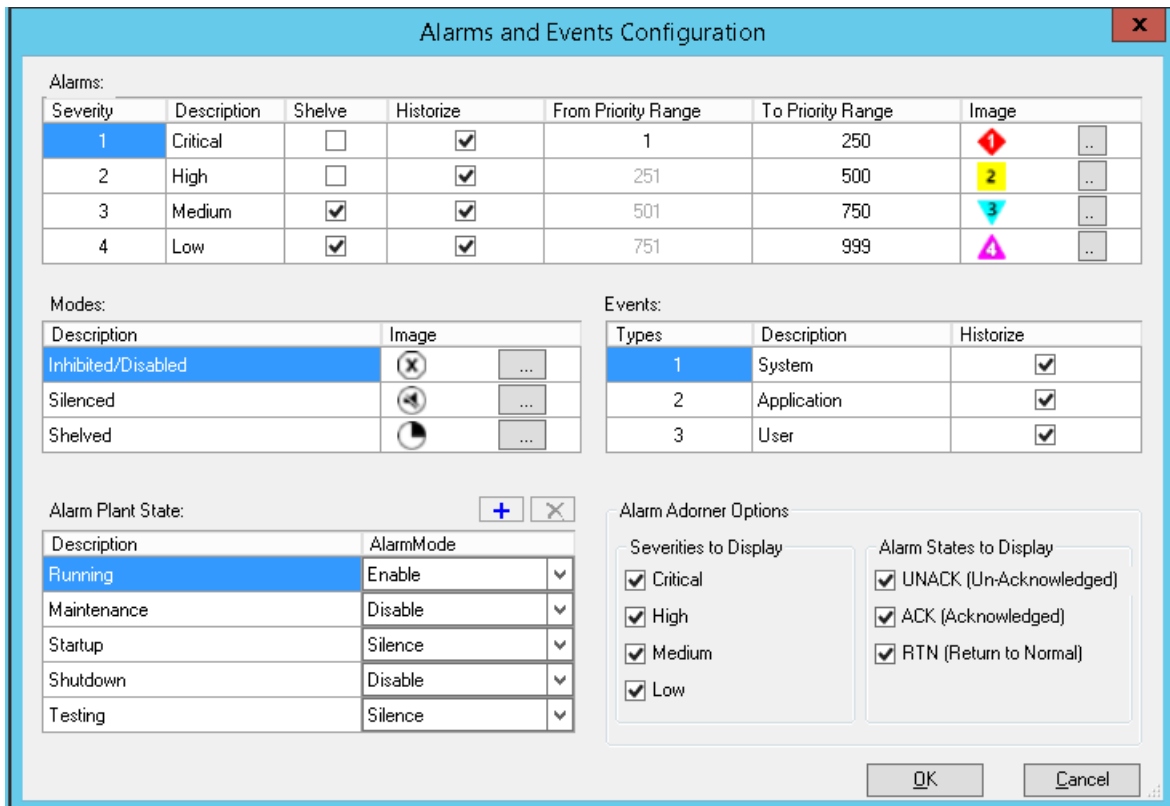 Alarms and Events Configuration
x
Alarms:
Severity Description Shelve Historize From Priority Range To Priority Range Image
1 Critical 1 250 1 ..
2 High 251 500 2 ..
3 Medium 501 750 3 ..
4 Low 751 999 4 ..
Modes:
Description Image
Inhibited/Disabled x ...
Silenced ...
Shelved ...
Events:
Types Description Historize
1 System
2 Application
3 User
Alarm Plant State:
Description AlarmMode
Running Enable
Maintenance Disable
Startup Silence
Shutdown Disable
Testing Silence
Alarm Adorner Options
Severities to Display
Critical
High
Medium
Low
Alarm States to Display
UNACK (Un-Acknowledged)
ACK (Acknowledged)
RTN (Return to Normal)
OK Cancel